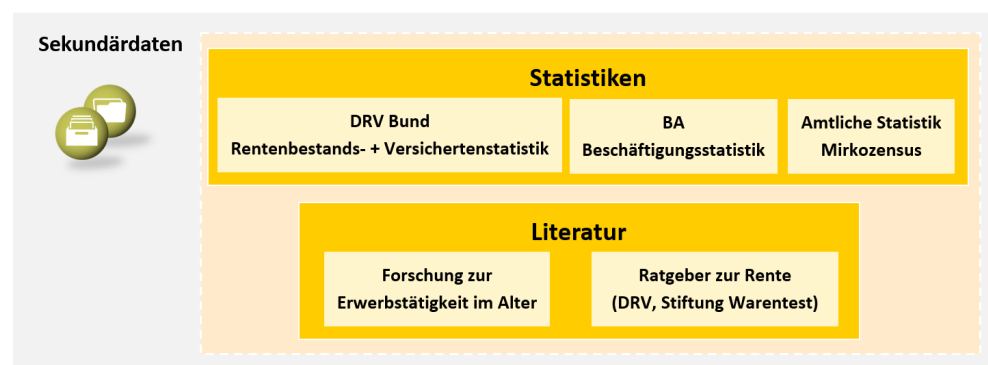 Sekundärdaten
Statistiken
DRV Bund
Rentenbestands- + Versichertenstatistik
BA
Beschäftigungsstatistik
Amtliche Statistik
Mirkozensus
Literatur
Forschung zur
Erwerbstätigkeit im Alter
Ratgeber zur Rente
(DRV, Stiftung Warentest)